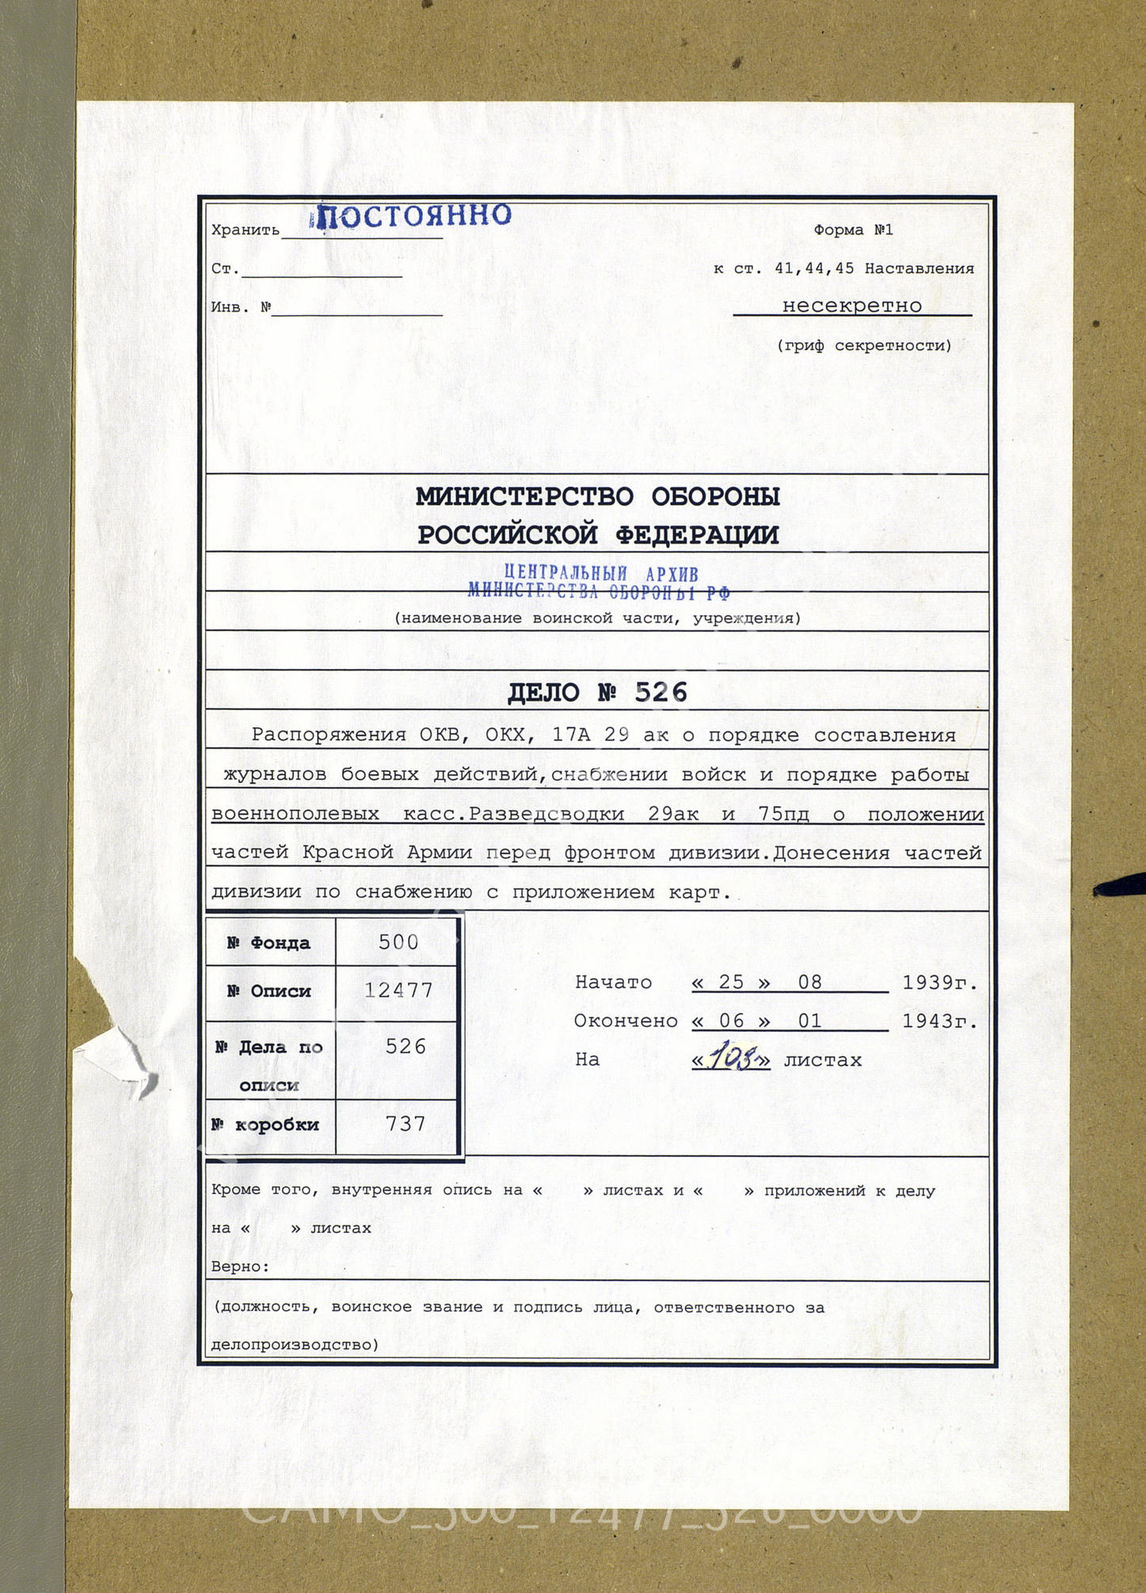 Хранить ПОСТОЯННО
Форма №1
Ст.
к ст. 41,44,45 Наставления
Инв. №
несекретно
(гриф секретности)
МИНИСТЕРСТВО ОБОРОНЫ
РОССИЙСКОЙ ФЕДЕРАЦИИ
ЦЕНТРАЛЬНЫЙ АРХИВ
МИНИСТЕРСТВА ОБОРОНЫ РФ
(наименование воинской части, учреждения)
ДЕЛО № 526
Распоряжения ОКВ, ОКХ, 17А 29 ак о порядке составления
журналов боевых действий,снабжении войск и порядке работы
военнополевых касс.Разведсводки 29ак и 75пд о положении
частей Красной Армии перед фронтом дивизии.Донесения частей
дивизии по снабжению с приложением карт.
№ Фонда 500
№ Описи 12477
№ Дела по описи 526
№ коробки 737
Начато « 25 » 08 1939г.
Окончено « 06 » 01 1943г.
На «103» листах
Кроме того, внутренняя опись на « » листах и « » приложений к делу
на « » листах
Верно:
(должность, воинское звание и подпись лица, ответственного за
делопроизводство)